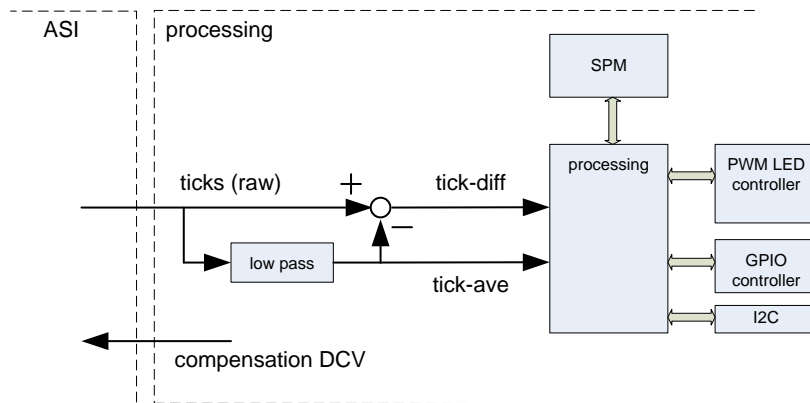 ASI
processing
SPM
processing
PWM LED
controller
ticks (raw)
+
tick-diff
−
low pass
GPIO
controller
tick-ave
I2C
compensation DCV